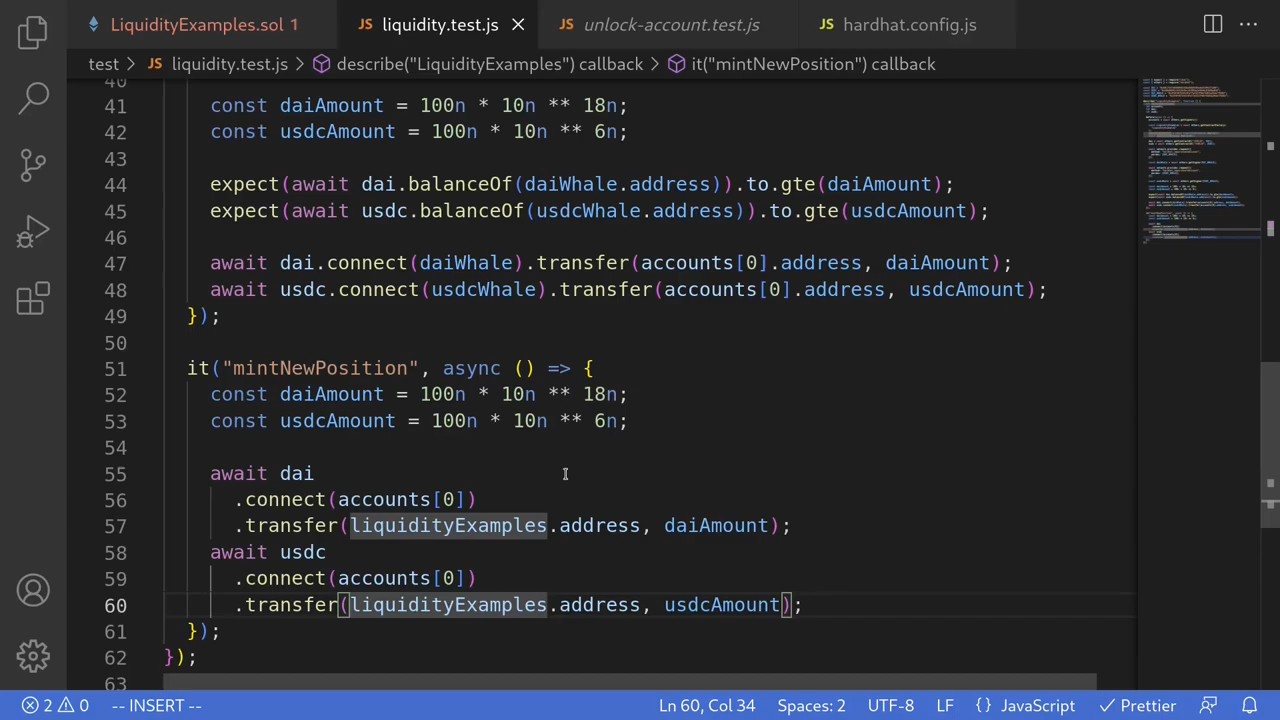 LiquidityExamples.sol 1
JS liquidity.test.js
JS unlock-account.test.js
JS hardhat.config.js
test > JS liquidity.test.js > describe("LiquidityExamples") callback > it("mintNewPosition") callback
40
41 const daiAmount = 100n * 10n ** 18n;
42 const usdcAmount = 100n * 10n ** 6n;
43
44 expect(await dai.balanceOf(daiWhale.address)).to.gte(daiAmount);
45 expect(await usdc.balanceOf(usdcWhale.address)).to.gte(usdcAmount);
46
47 await dai.connect(daiWhale).transfer(accounts[0].address, daiAmount);
48 await usdc.connect(usdcWhale).transfer(accounts[0].address, usdcAmount);
49 });
50
51 it("mintNewPosition", async () => {
52 const daiAmount = 100n * 10n ** 18n;
53 const usdcAmount = 100n * 10n ** 6n;
54
55 await dai
56 .connect(accounts[0])
57 .transfer(liquidityExamples.address, daiAmount);
58 await usdc
59 .connect(accounts[0])
60 .transfer(liquidityExamples.address, usdcAmount);
61 });
62 });
63
2 0 -- INSERT -- Ln 60, Col 34 Spaces: 2 UTF-8 LF {} JavaScript Prettier